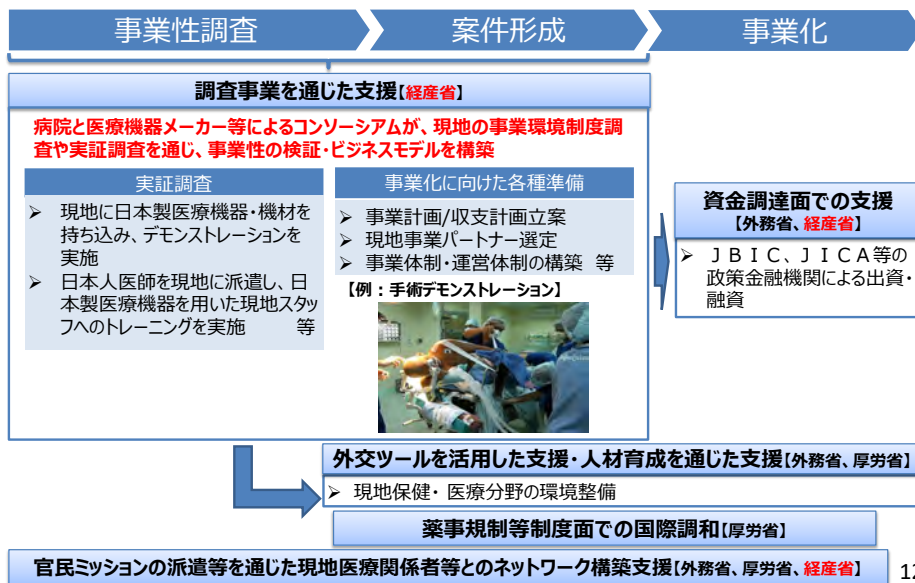 事業性調査
案件形成
事業化
調査事業を通じた支援【経産省】
病院と医療機器メーカー等によるコンソーシアムが、現地の事業環境制度調
査や実証調査を通じ、事業性の検証・ビジネスモデルを構築
実証調査
➢ 現地に日本製医療機器・機材を
持ち込み、デモンストレーションを
実施
➢ 日本人医師を現地に派遣し、日
本製医療機器を用いた現地スタッ
フへのトレーニングを実施 等
事業化に向けた各種準備
➢ 事業計画/収支計画立案
➢ 現地事業パートナー選定
➢ 事業体制・運営体制の構築 等
【例：手術デモンストレーション】
資金調達面での支援
【外務省、経産省】
➢ ＪＢＩＣ、ＪＩＣＡ等の
政策金融機関による出資・
融資
外交ツールを活用した支援・人材育成を通じた支援【外務省、厚労省】
➢ 現地保健・医療分野の環境整備
薬事規制等制度面での国際調和【厚労省】
官民ミッションの派遣等を通じた現地医療関係者等とのネットワーク構築支援【外務省、厚労省、経産省】